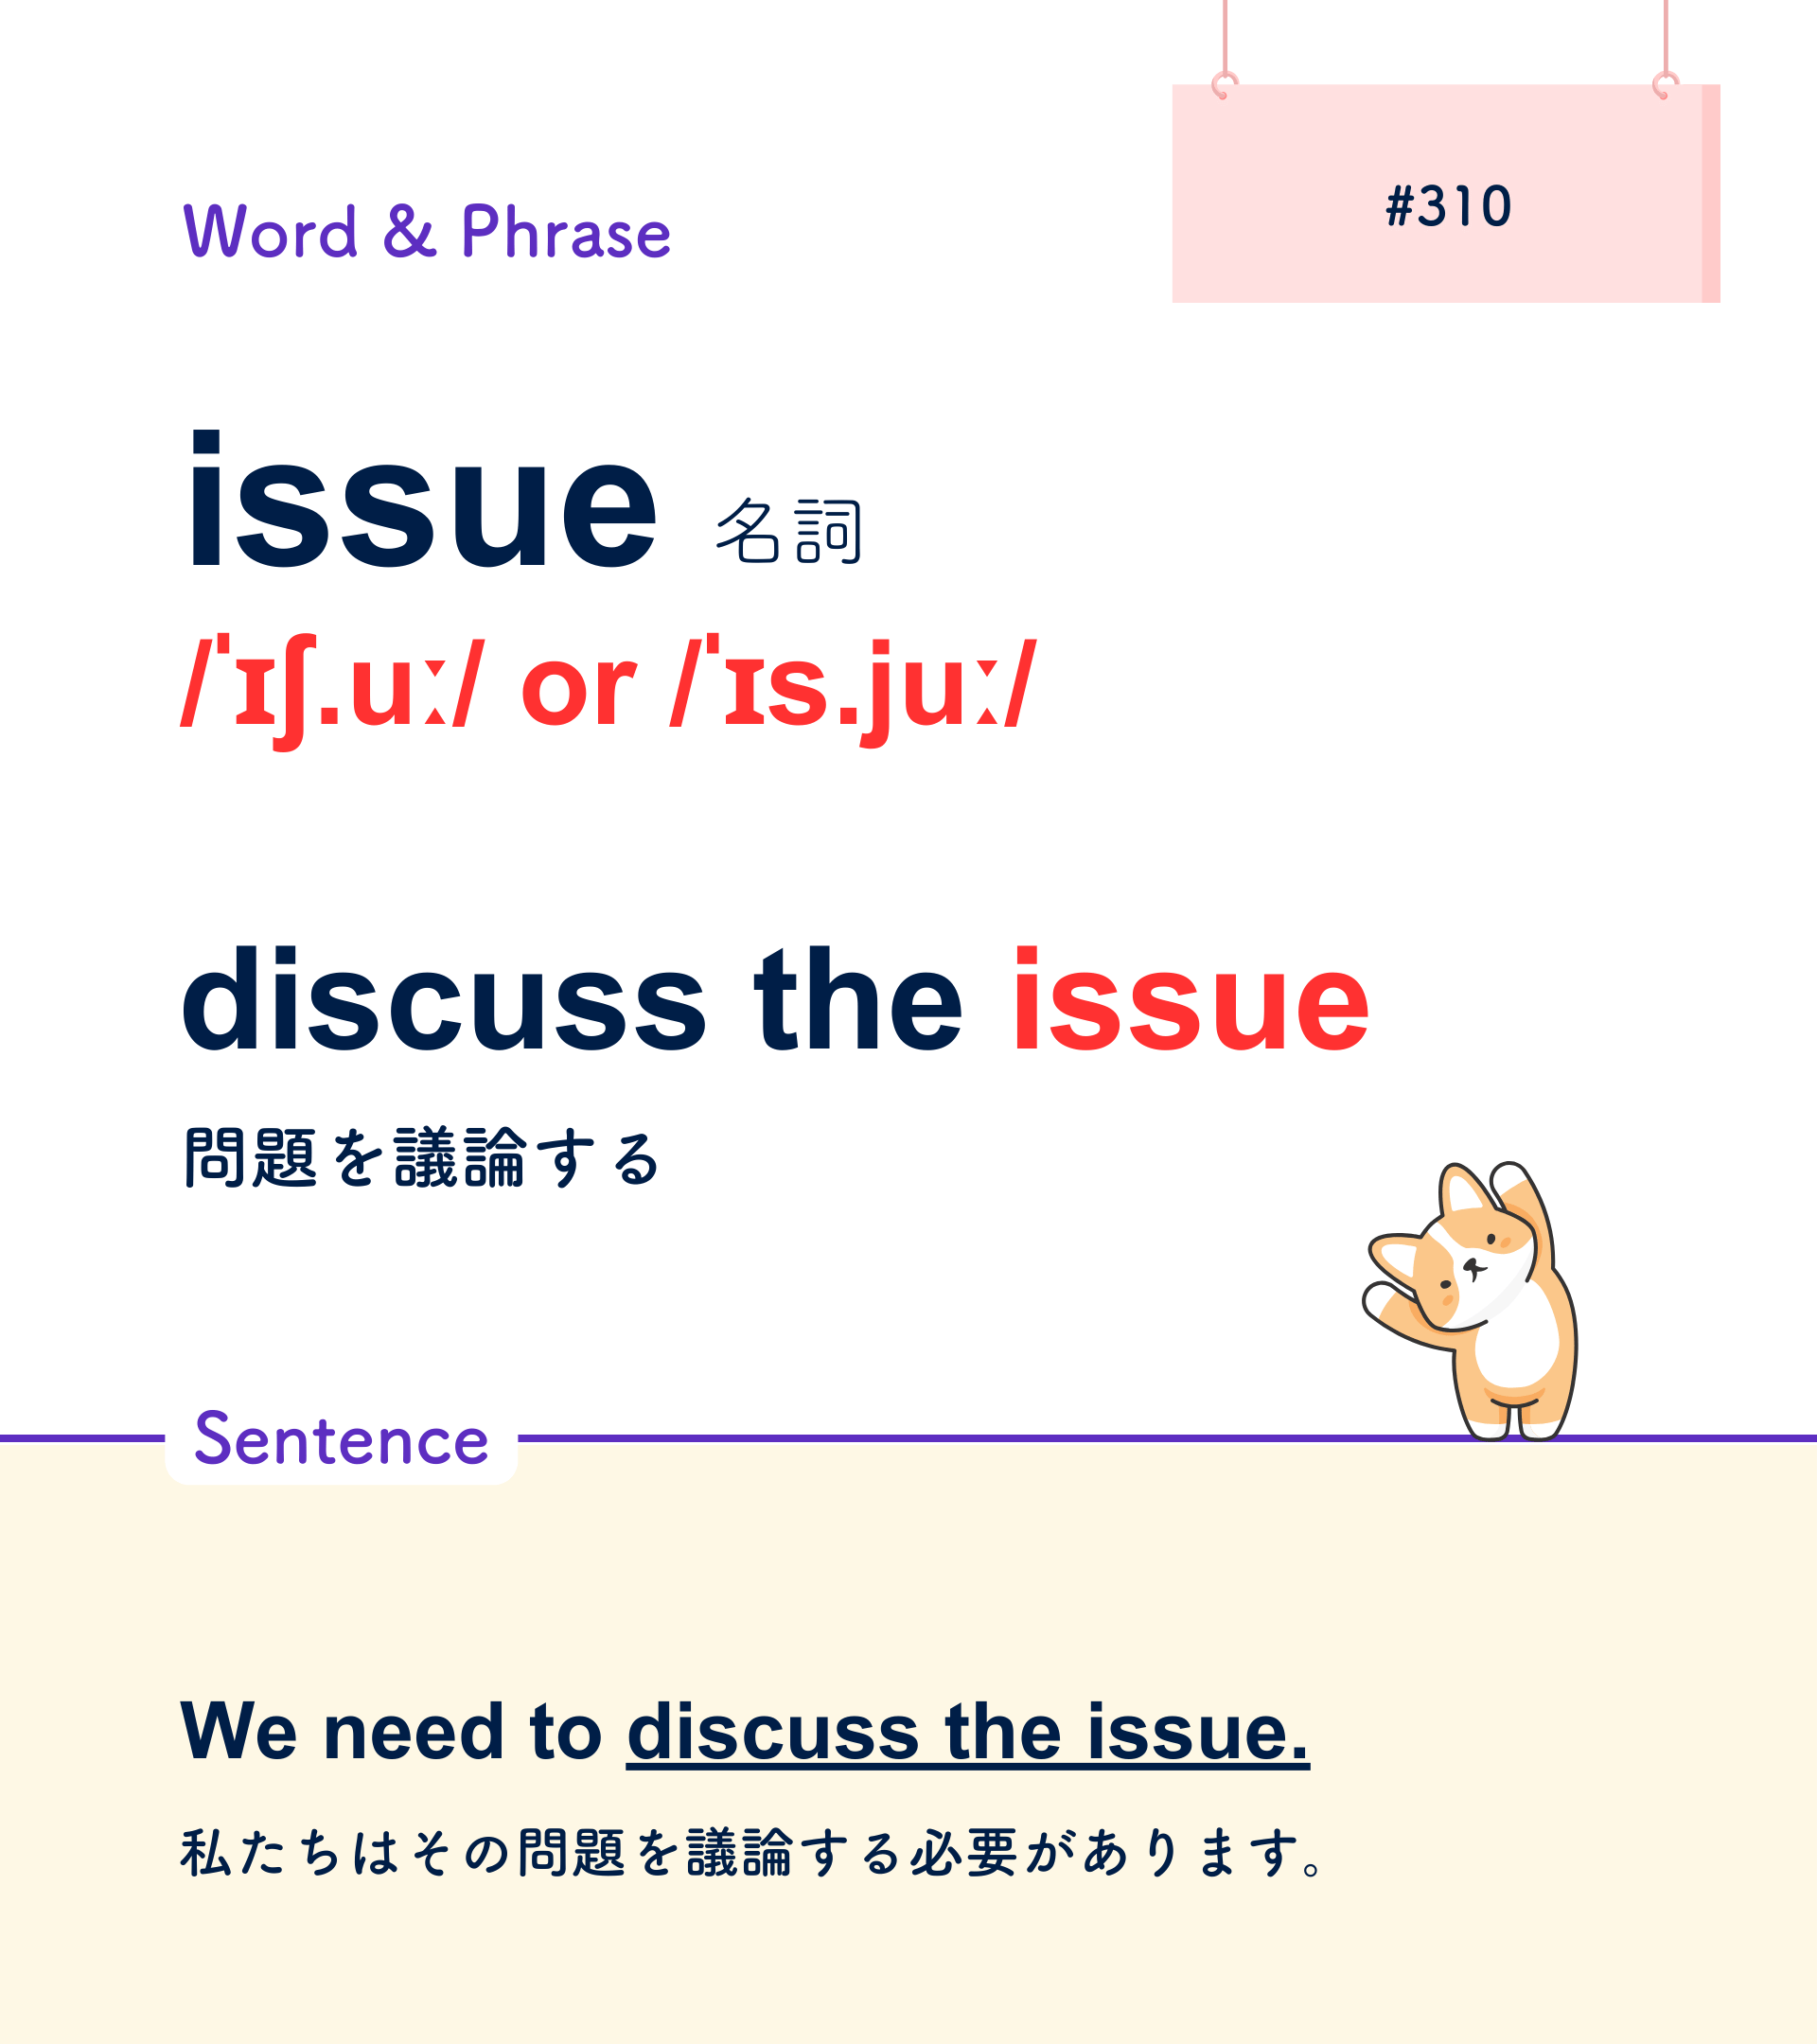 #310
Word & Phrase
issue 名詞
/ˈɪʃ.uː/ or /ˈɪs.juː/
discuss the issue
問題を議論する
Sentence
We need to discuss the issue.
私たちはその問題を議論する必要があります。